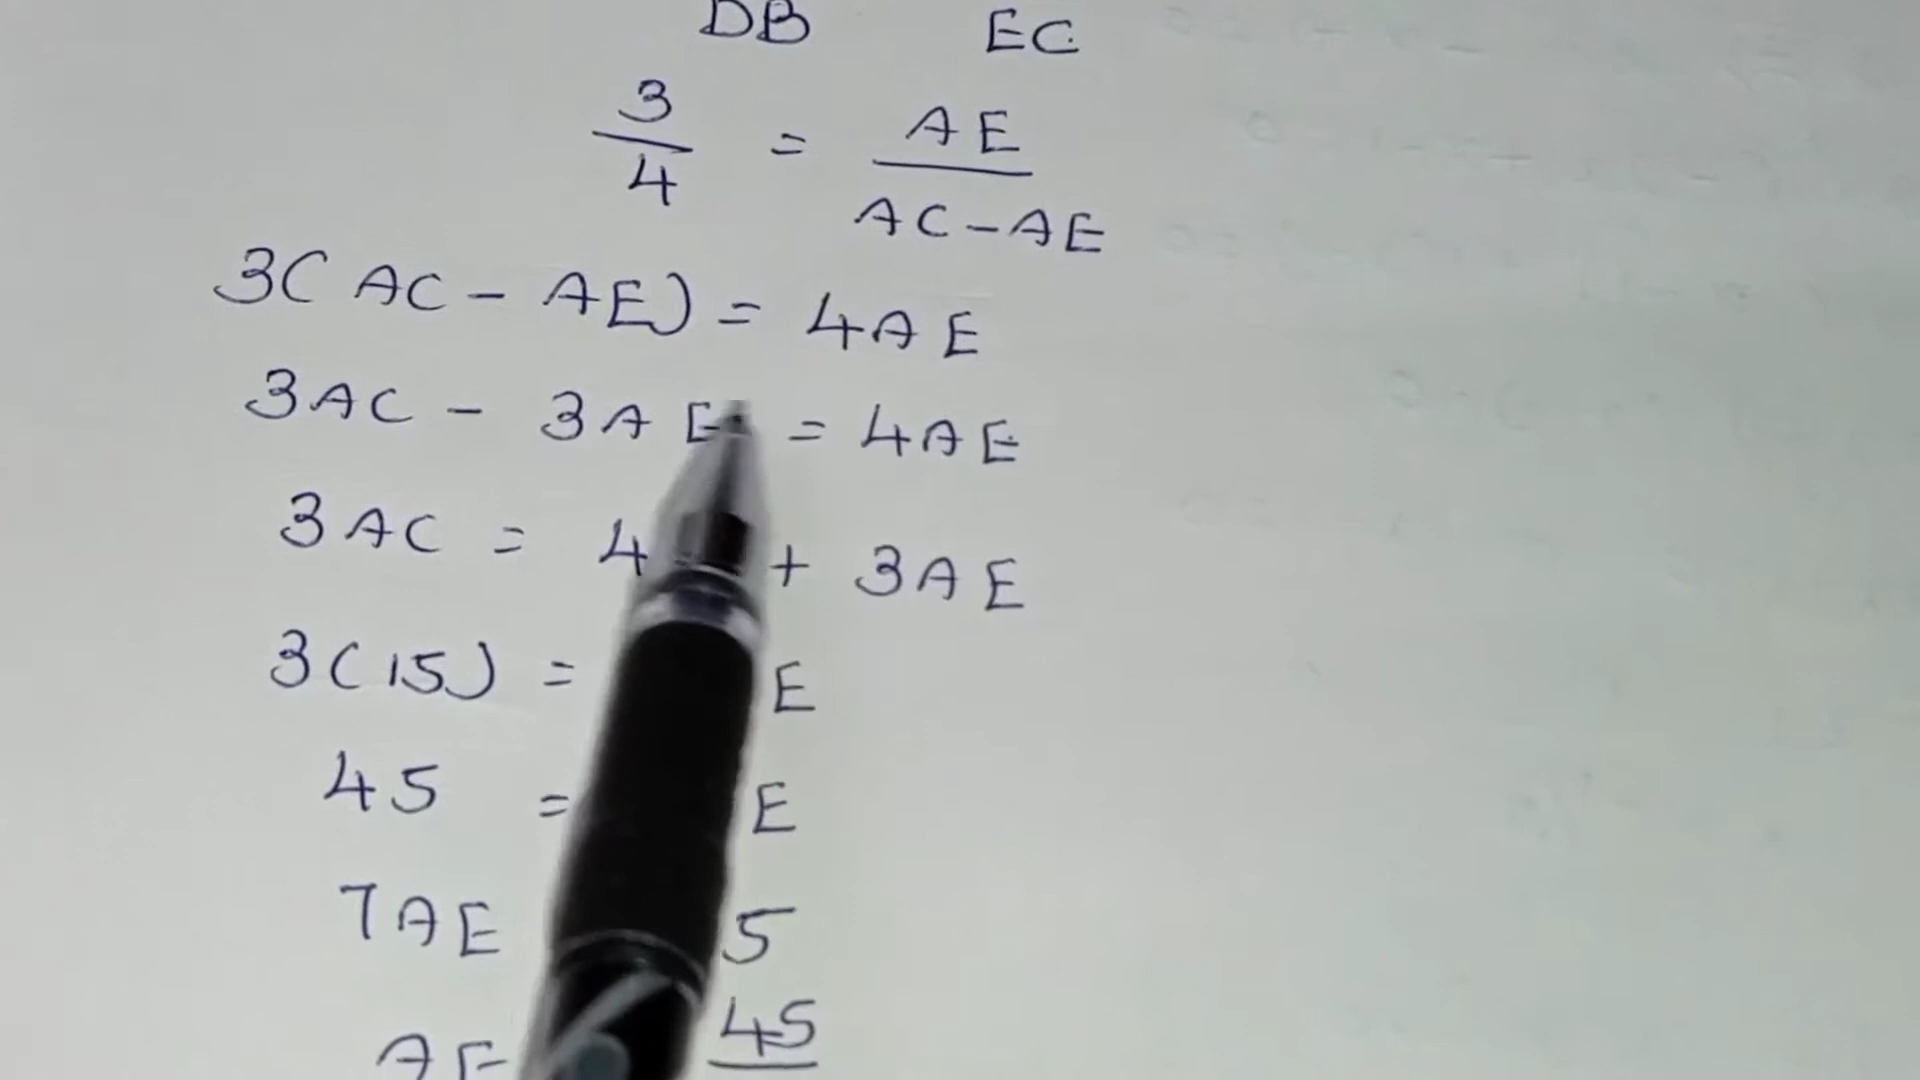 DB EC
3/4 = AE/AC-AE
3(AC - AE) = 4AE
3AC - 3AE = 4AE
3AC = 4 + 3AE
3(15) = E
45 = E
7AE 5
AE 45